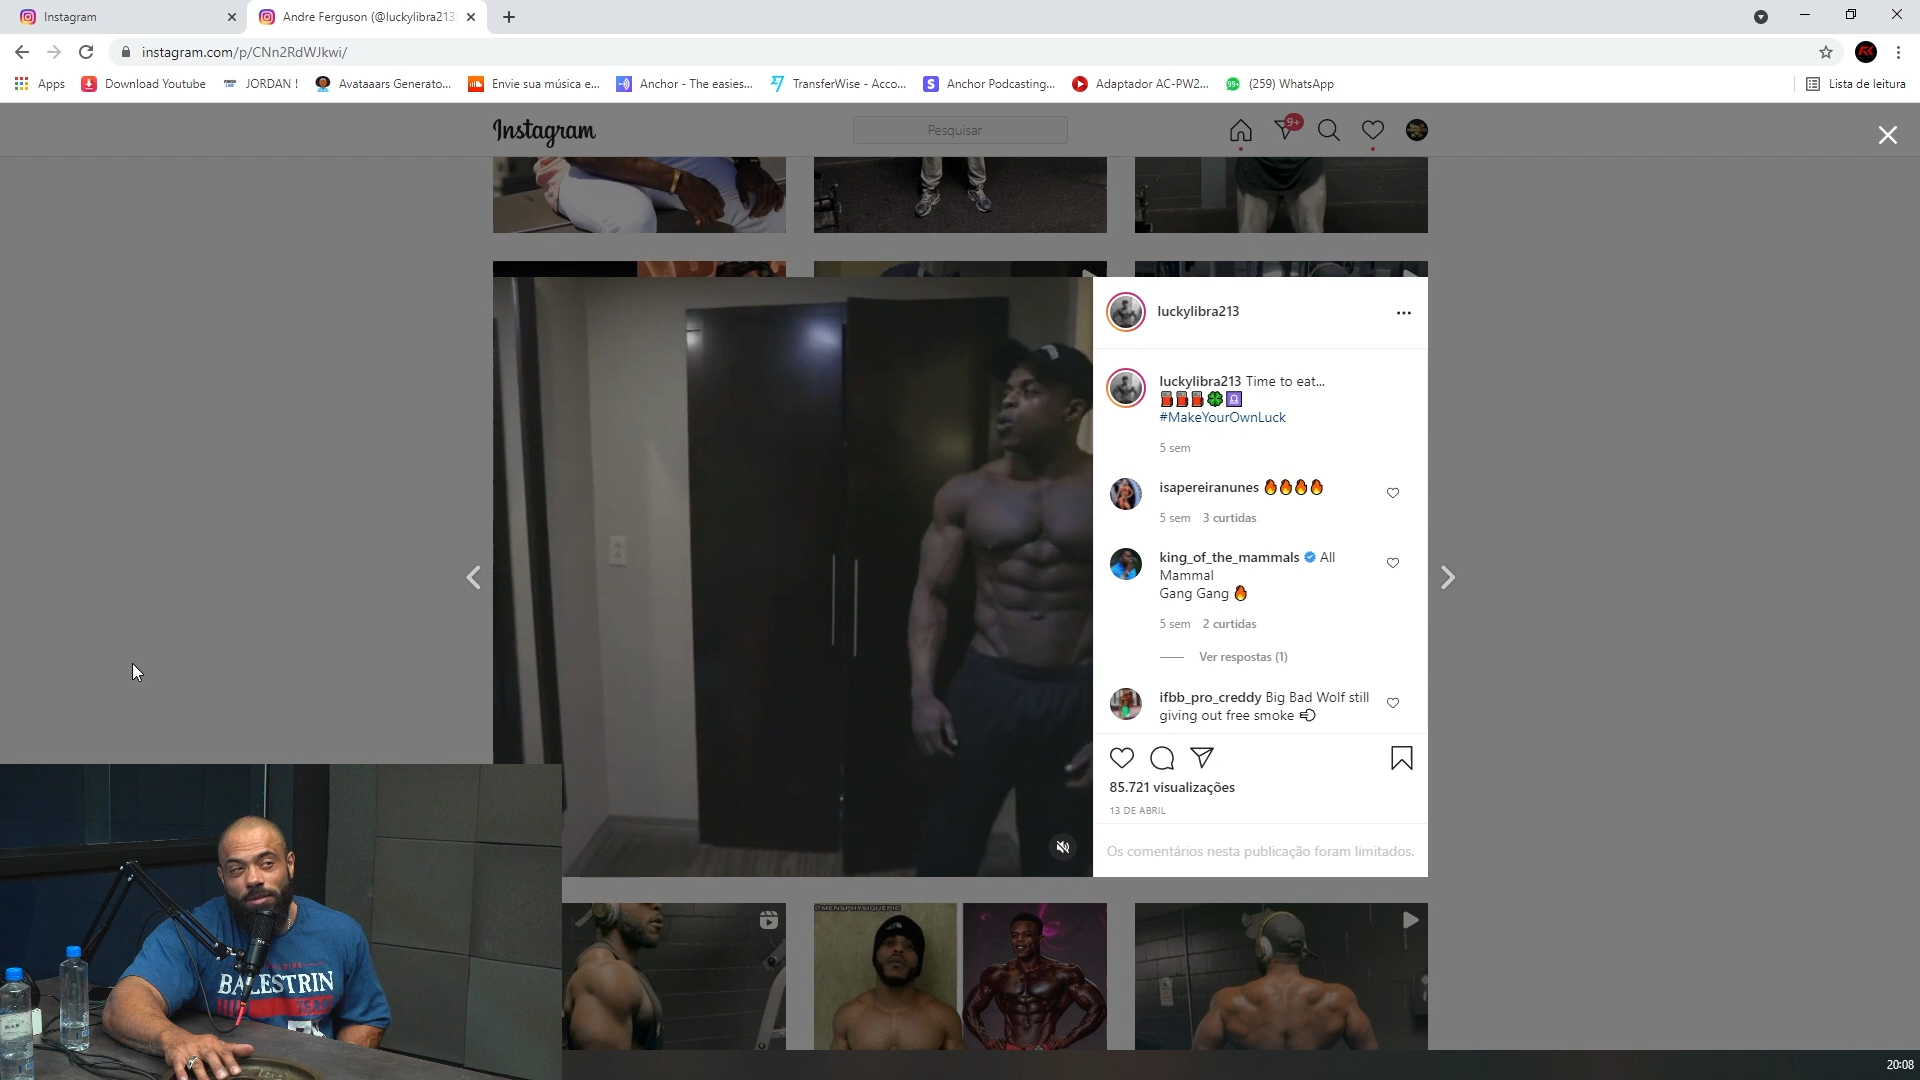 Instagram
Andre Ferguson (@luckylibra213)
instagram.com/p/CNn2RdWJkwi/
Apps
Download Youtube
JORDAN !
Avataaars Generato...
Envie sua música e...
Anchor - The easies...
TransferWise - Acco...
Anchor Podcasting...
Adaptador AC-PW2...
(259) WhatsApp
Lista de leitura
Instagram
Pesquisar
9+
luckylibra213
luckylibra213 Time to eat...
#MakeYourOwnLuck
5 sem
isapereiranunes
5 sem 3 curtidas
king_of_the_mammals All
Mammal
Gang Gang
5 sem 2 curtidas
Ver respostas (1)
ifbb_pro_creddy Big Bad Wolf still
giving out free smoke
85.721 visualizações
13 DE ABRIL
Os comentários nesta publicação foram limitados.
@MENSPHYSIQUEPIC
BALESTRIN
20:08